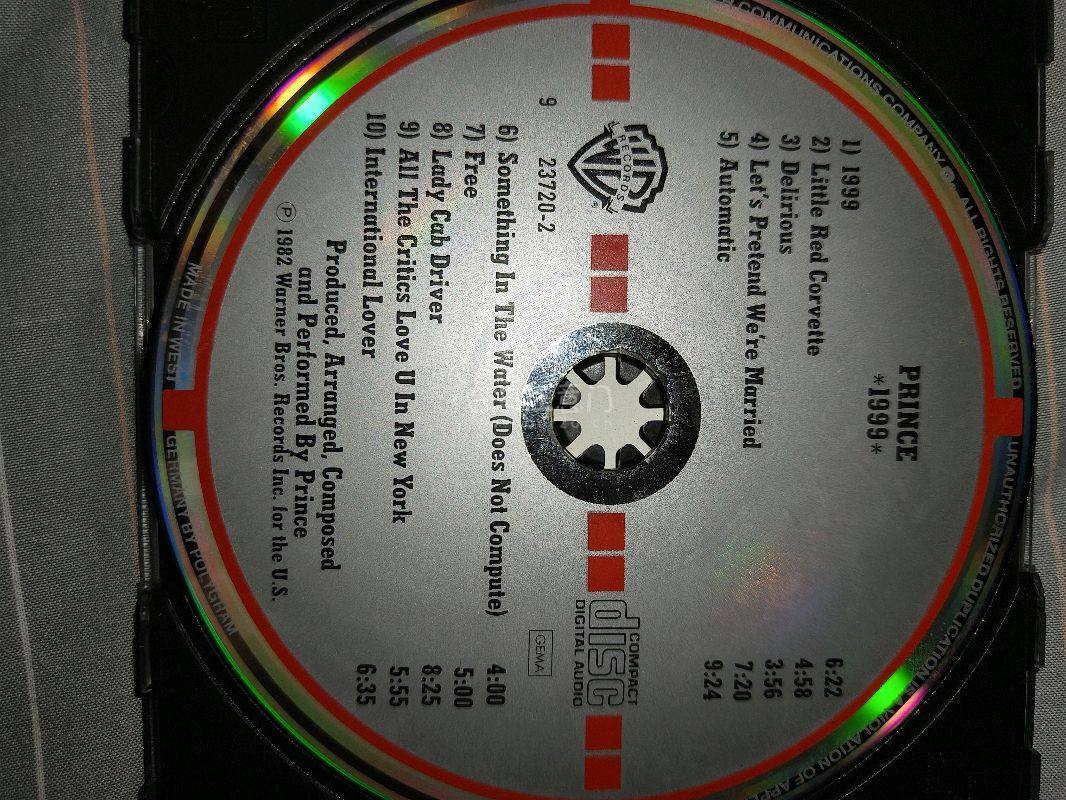 PRINCE
*1999*
1) 1999 6:22
2) Little Red Corvette 4:58
3) Delirious 3:56
4) Let's Pretend We're Married 7:20
5) Automatic 9:24
RECORDS
COMPACT
disc
DIGITAL AUDIO
9 23720-2
GEMA
6) Something In The Water (Does Not Compute) 4:00
7) Free 5:00
8) Lady Cab Driver 8:25
9) All The Critics Love U In New York 5:55
10) International Lover 6:35
Produced, Arranged, Composed
and Performed By Prince
℗ 1982 Warner Bros. Records Inc. for the U.S.
COMMUNICATIONS COMPANY ALL RIGHTS RESERVED UNAUTHORIZED DUPLICATION IS A VIOLATION OF
MADE IN WEST GERMANY BY POLYGRAM